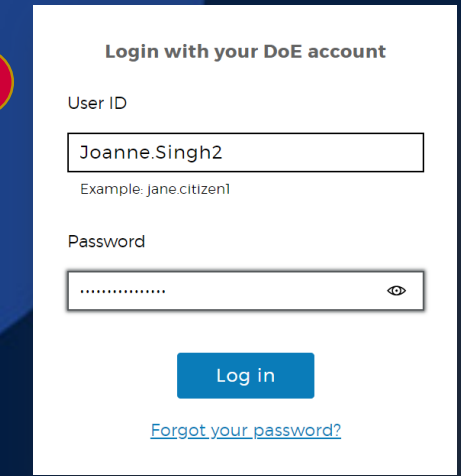 Login with your DoE account
User ID
Joanne.Singh2
Example: jane.citizen1
Password
................
Log in
Forgot your password?